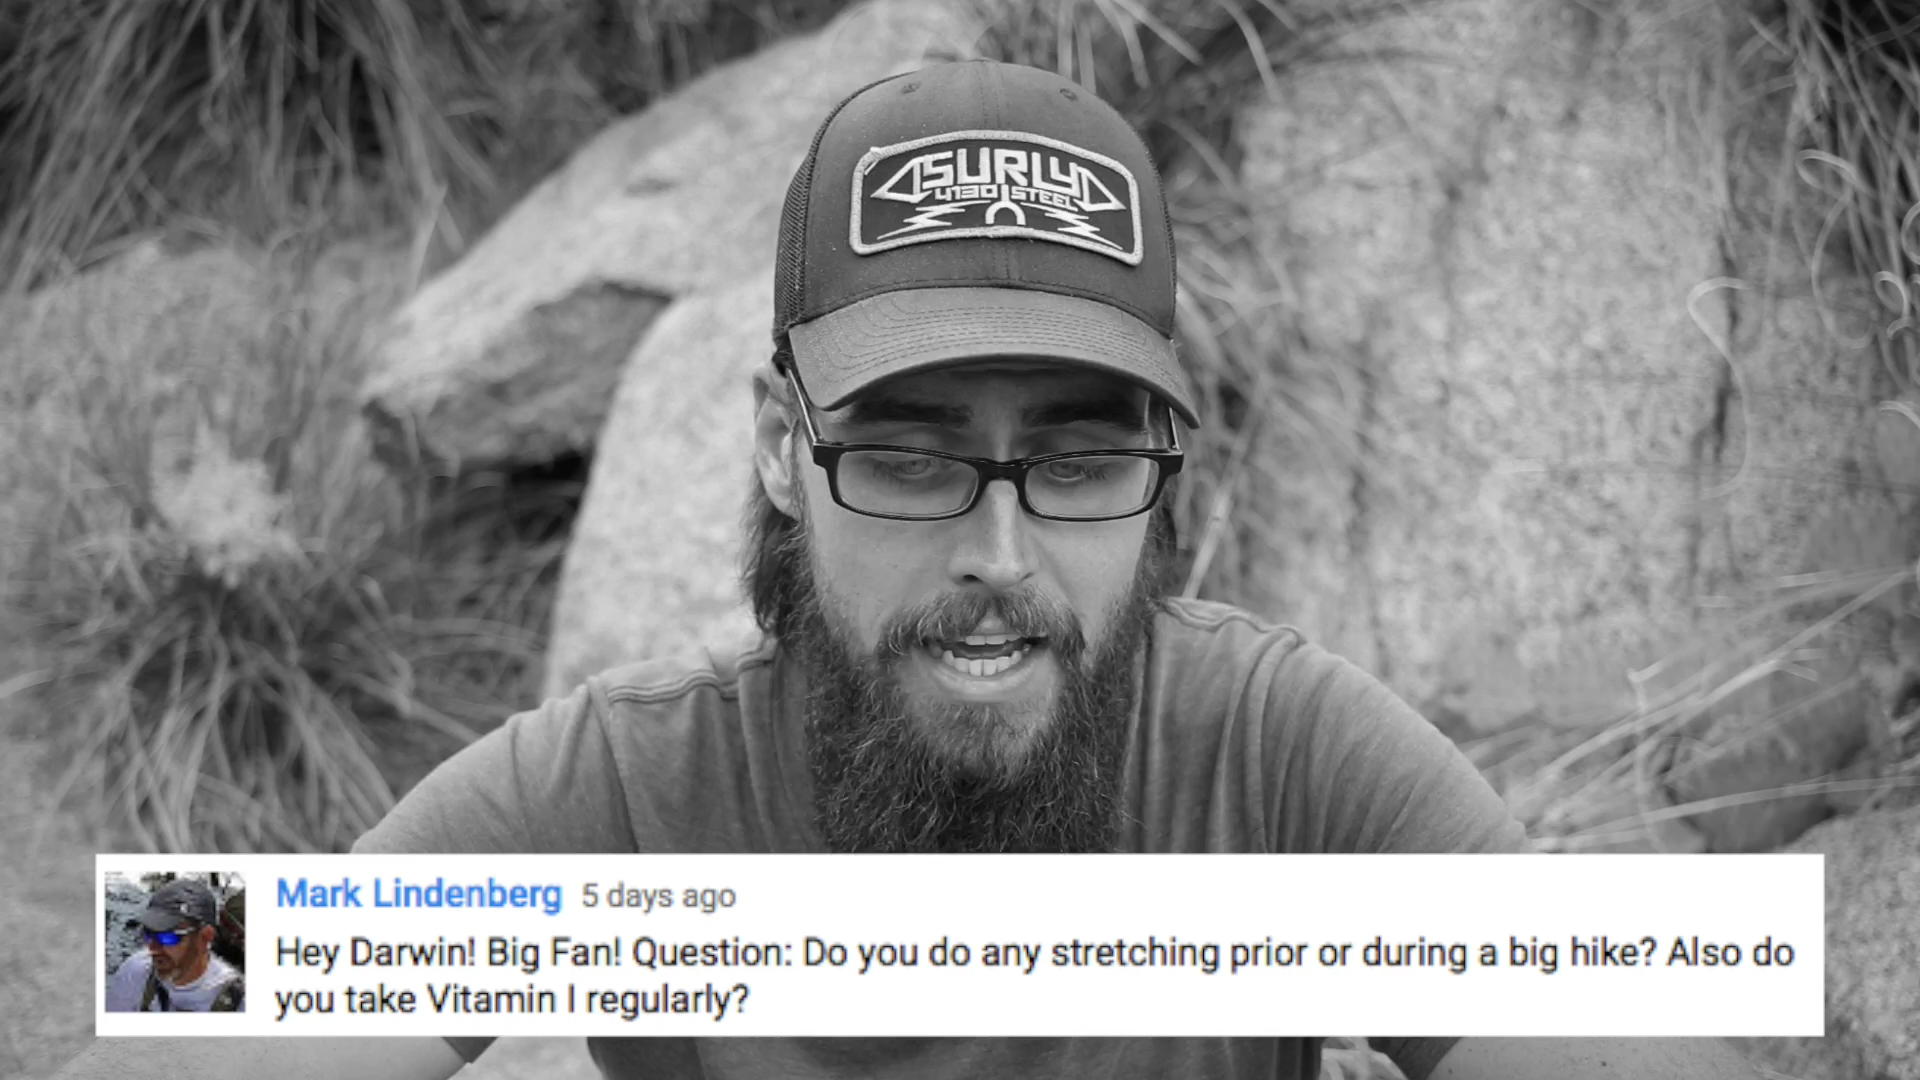 SURLY
4130 STEEL
Mark Lindenberg 5 days ago
Hey Darwin! Big Fan! Question: Do you do any stretching prior or during a big hike? Also do
you take Vitamin I regularly?